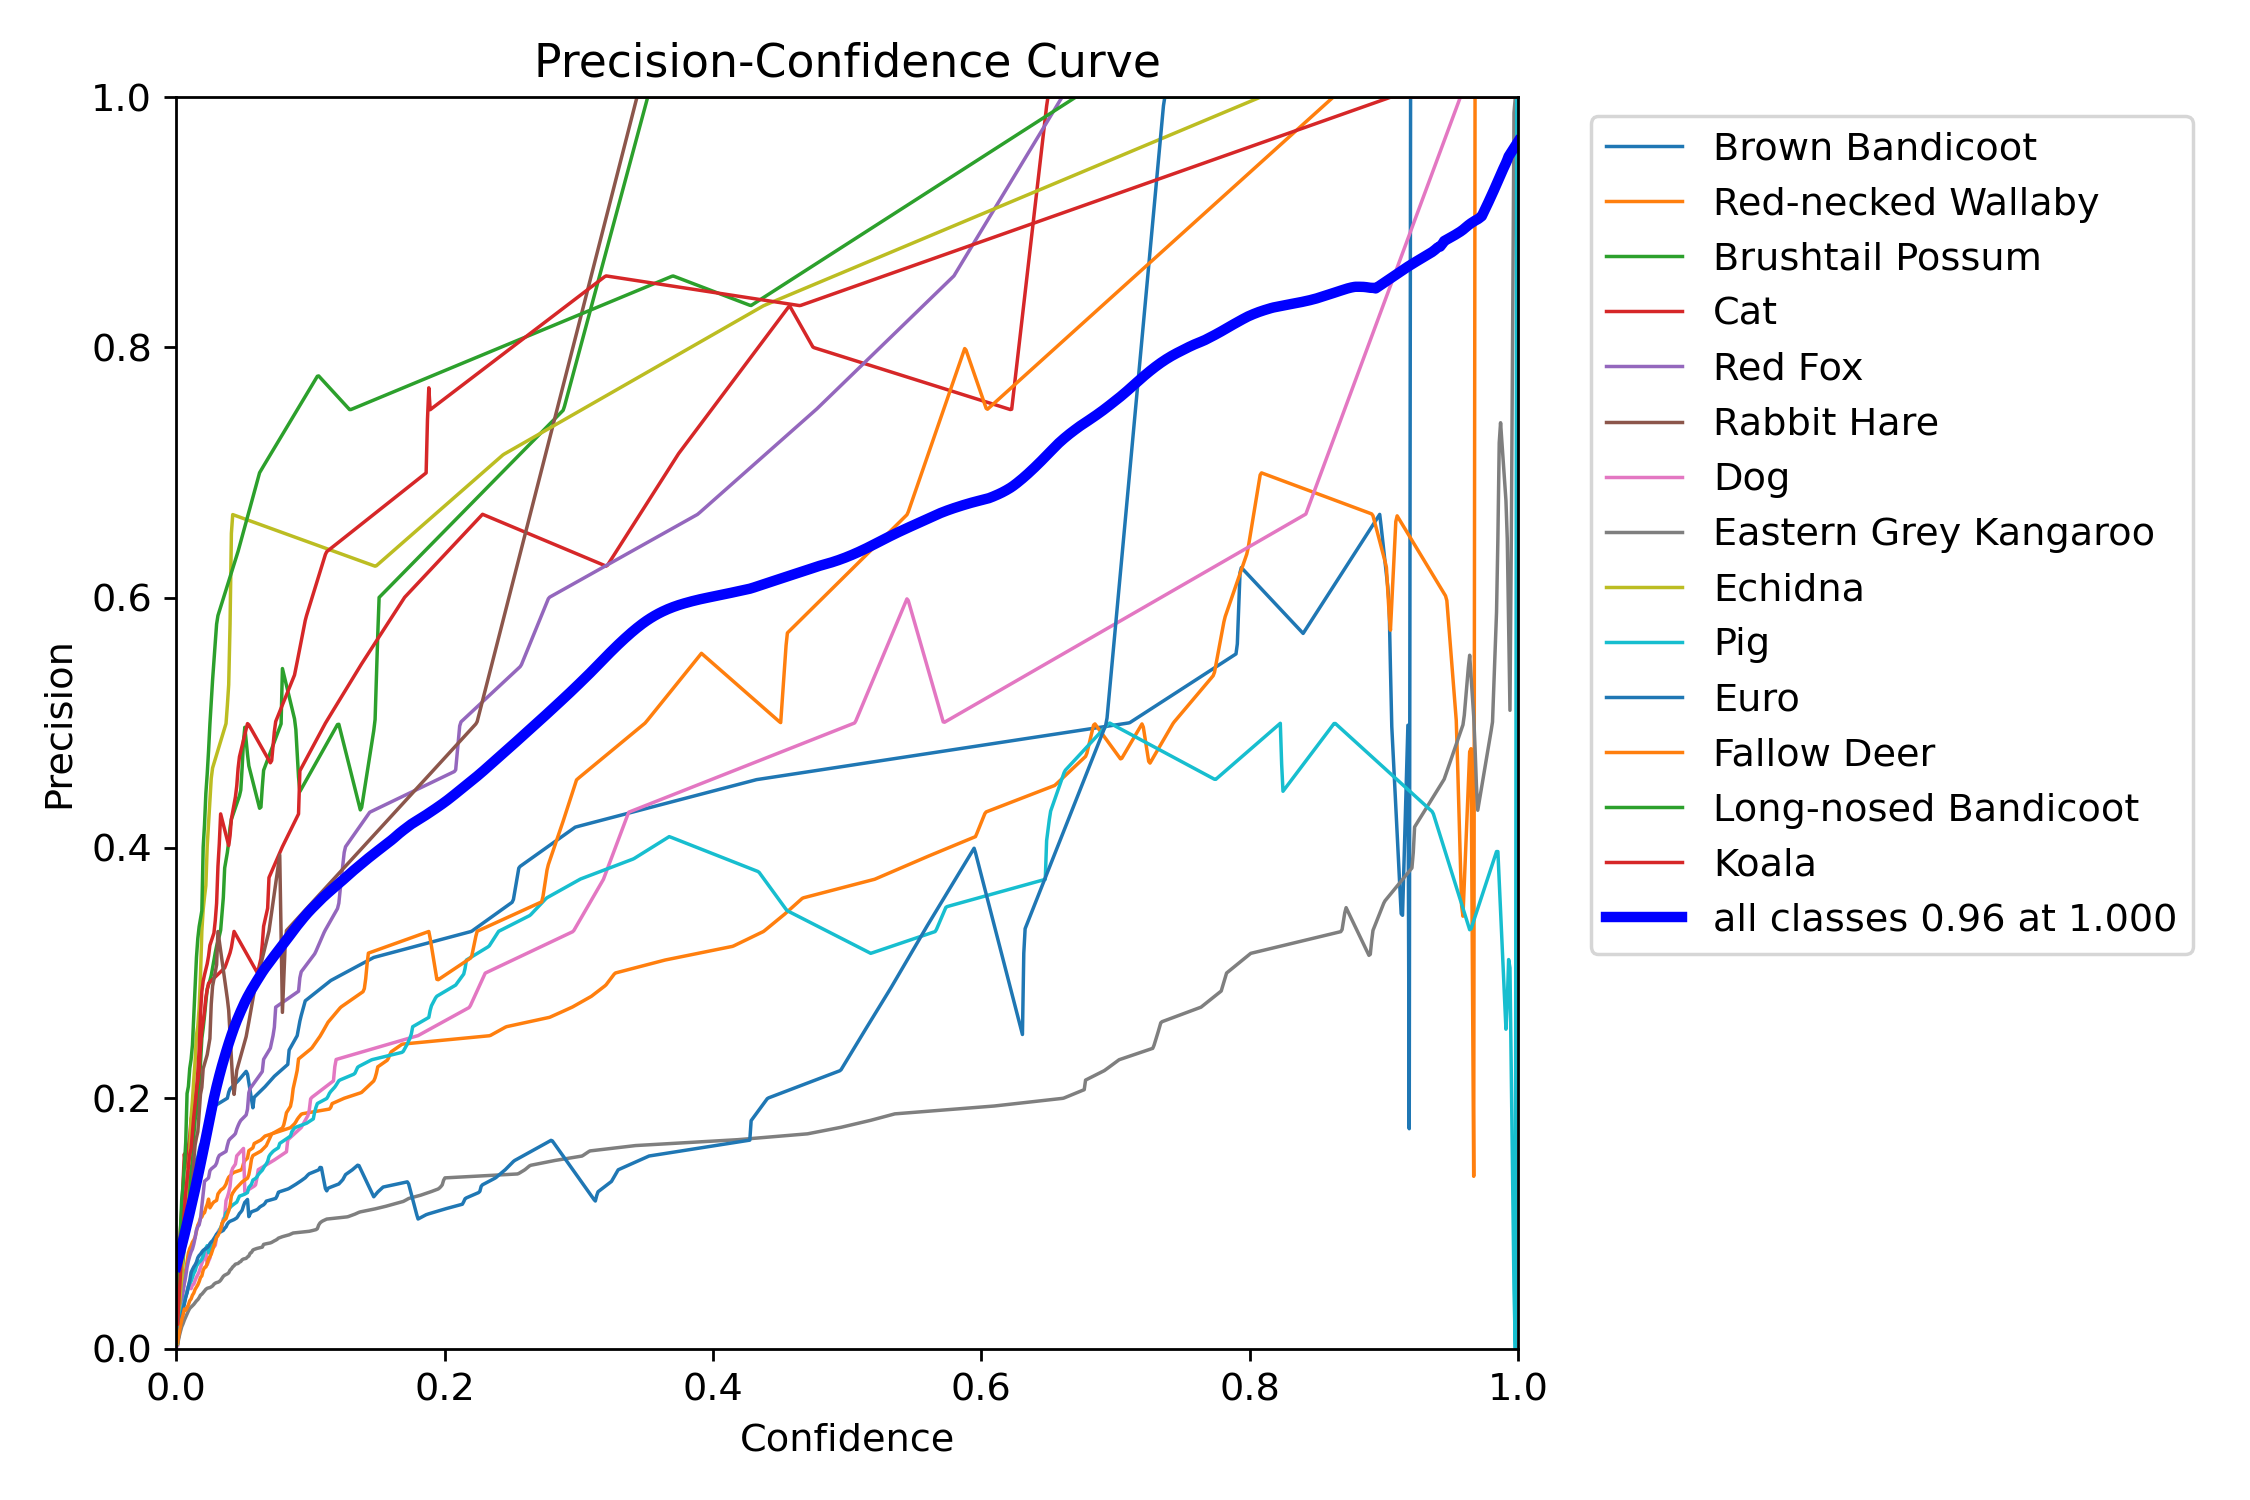 Precision-Confidence Curve
1.0
0.8
0.6
0.4
0.2
0.0
Precision
0.0 0.2 0.4 0.6 0.8 1.0
Confidence
Brown Bandicoot
Red-necked Wallaby
Brushtail Possum
Cat
Red Fox
Rabbit Hare
Dog
Eastern Grey Kangaroo
Echidna
Pig
Euro
Fallow Deer
Long-nosed Bandicoot
Koala
all classes 0.96 at 1.000